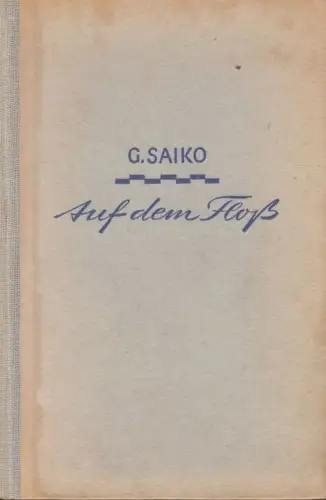 G. SAIKO
Auf dem Floß